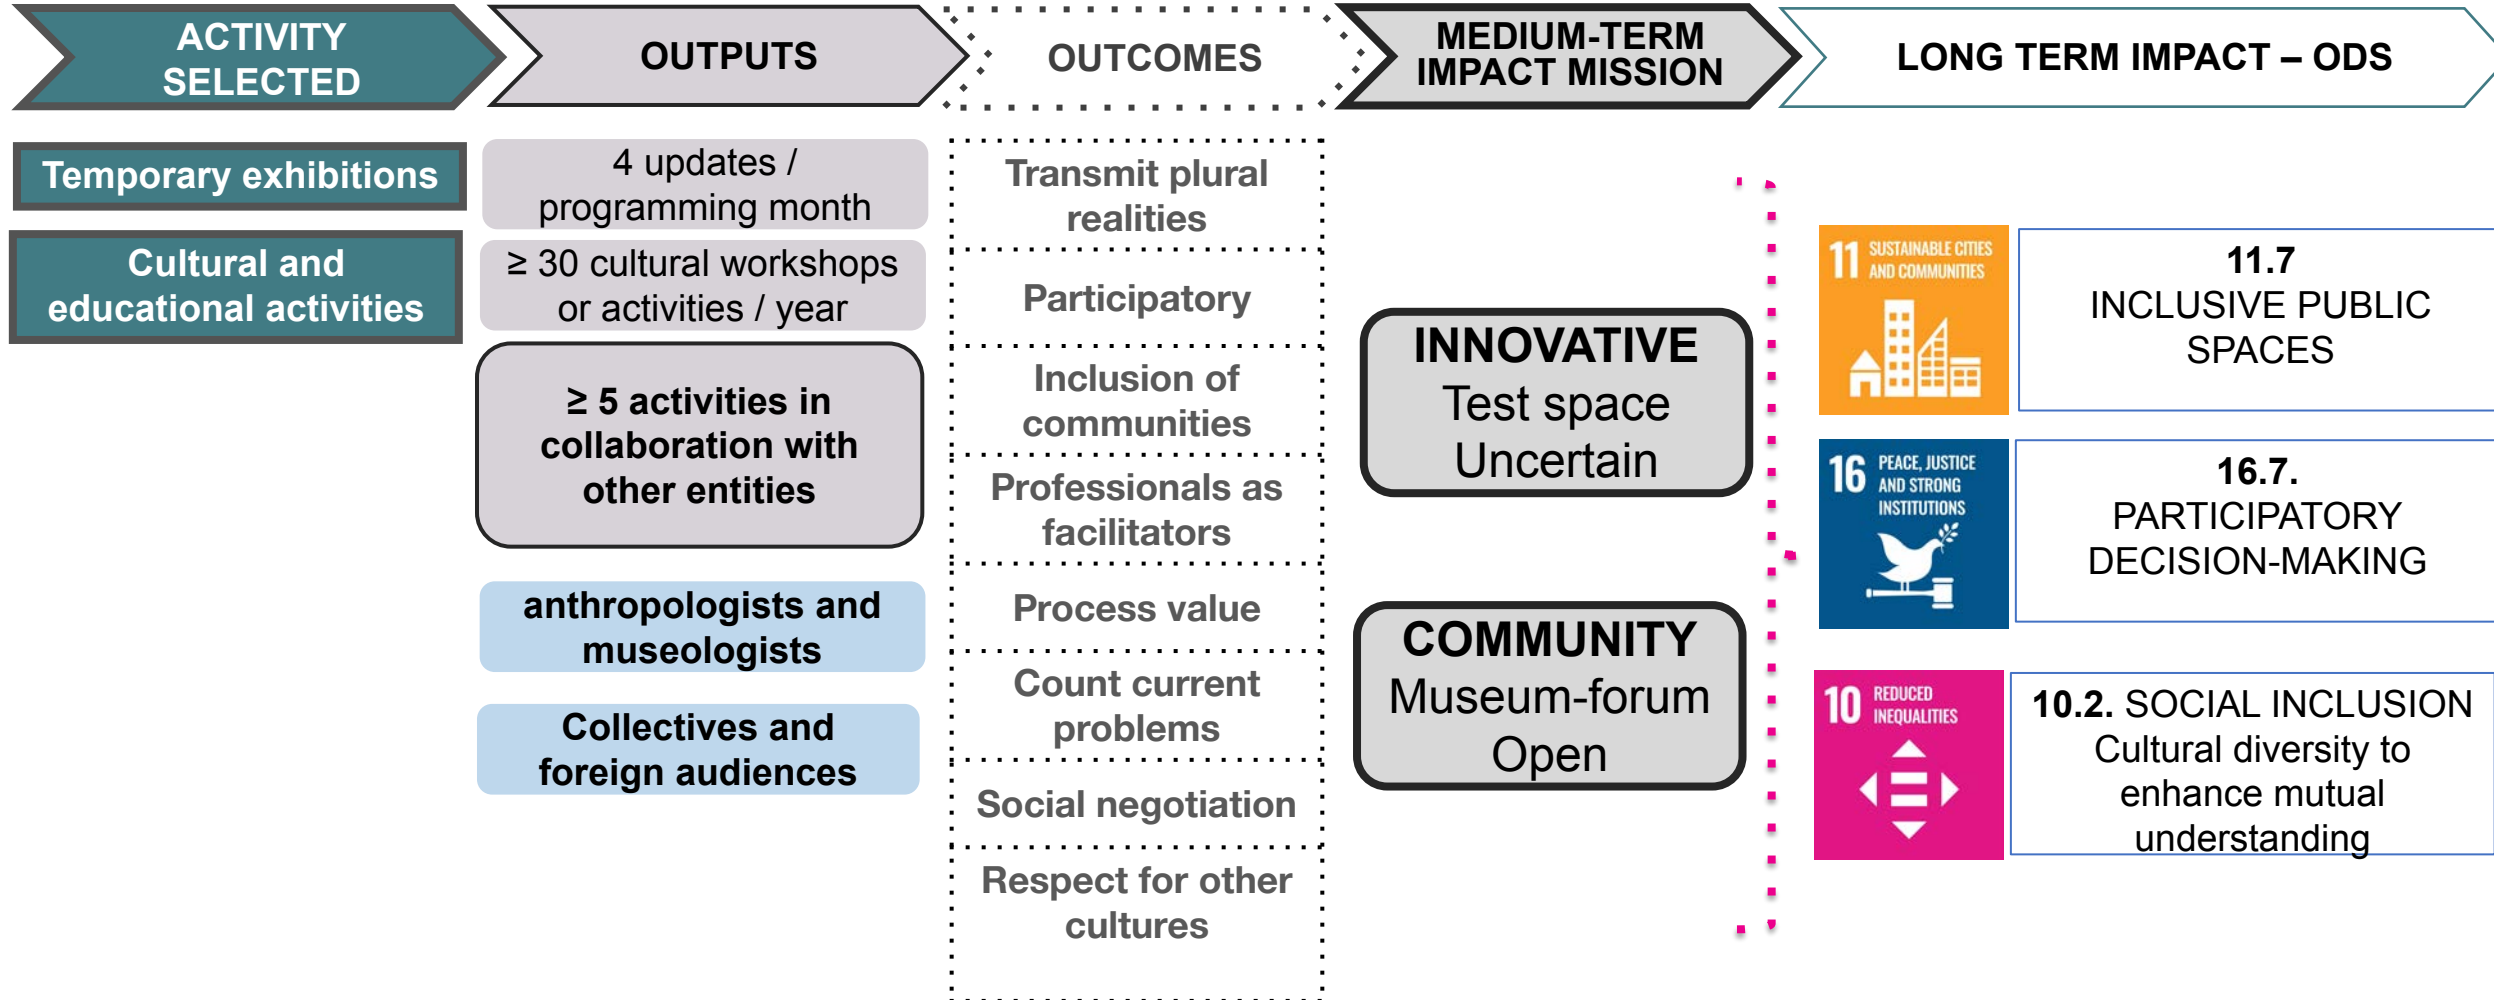 ACTIVITY
SELECTED
OUTPUTS
OUTCOMES
MEDIUM-TERM
IMPACT MISSION
LONG TERM IMPACT – ODS
Temporary exhibitions
Cultural and
educational activities
4 updates /
programming month
≥ 30 cultural workshops
or activities / year
≥ 5 activities in
collaboration with
other entities
anthropologists and
museologists
Collectives and
foreign audiences
Transmit plural
realities
Participatory
Inclusion of
communities
Professionals as
facilitators
Process value
Count current
problems
Social negotiation
Respect for other
cultures
INNOVATIVE
Test space
Uncertain
COMMUNITY
Museum-forum
Open
11 SUSTAINABLE CITIES
AND COMMUNITIES
11.7
INCLUSIVE PUBLIC
SPACES
16 PEACE, JUSTICE
AND STRONG
INSTITUTIONS
16.7.
PARTICIPATORY
DECISION-MAKING
10 REDUCED
INEQUALITIES
10.2. SOCIAL INCLUSION
Cultural diversity to
enhance mutual
understanding